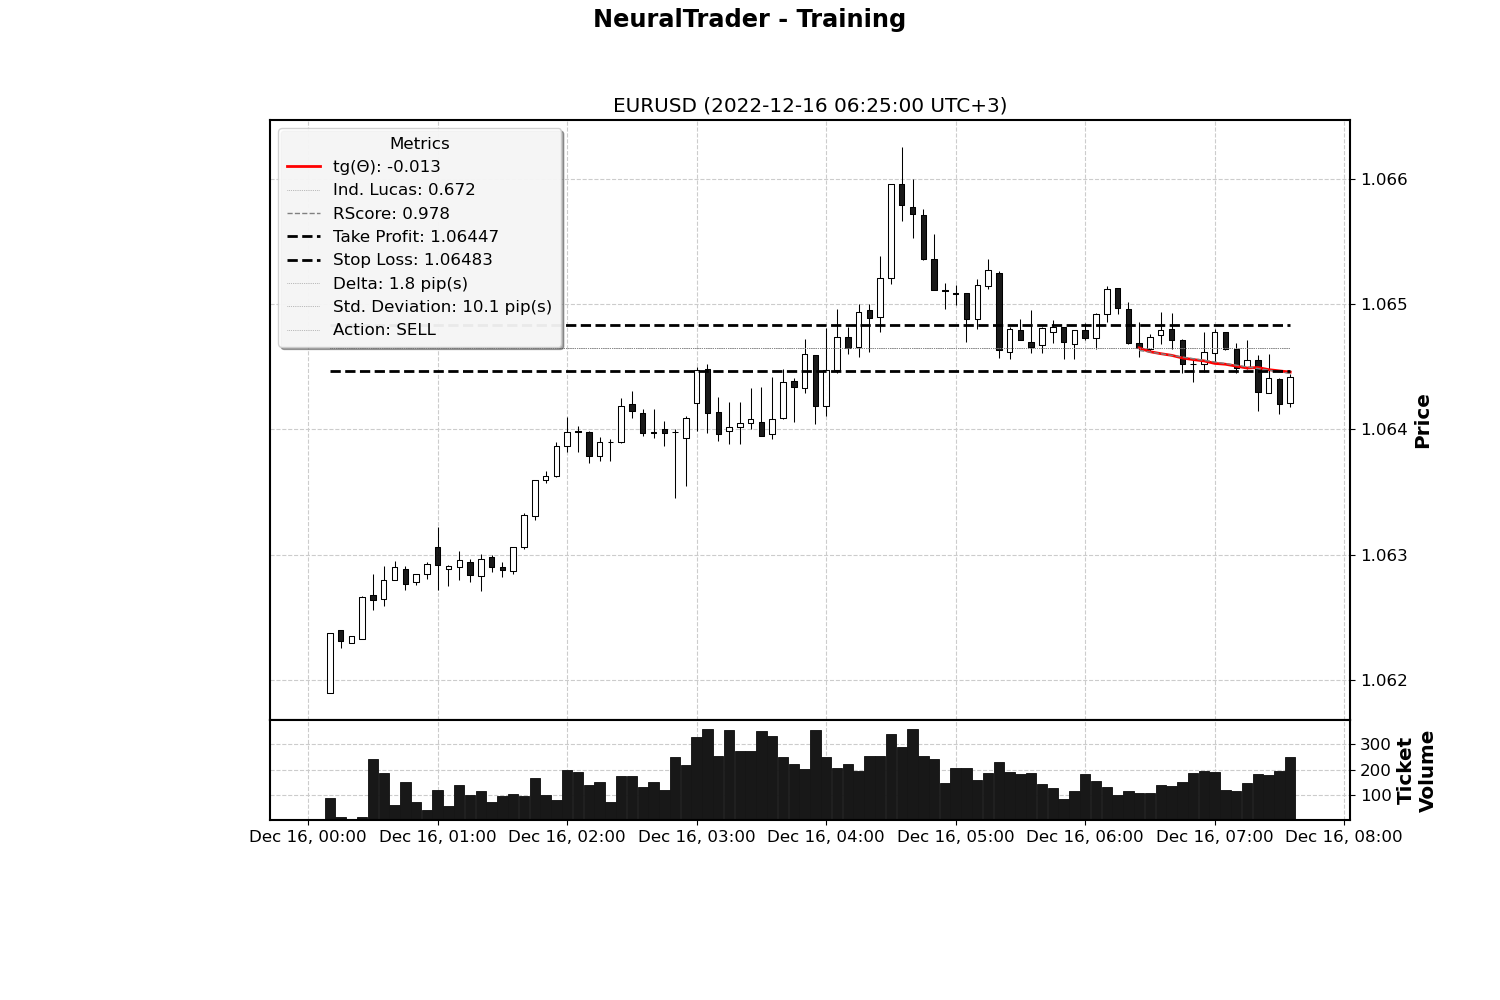 NeuralTrader - Training
EURUSD (2022-12-16 06:25:00 UTC+3)
Metrics
tg(Θ): -0.013
Ind. Lucas: 0.672
RScore: 0.978
Take Profit: 1.06447
Stop Loss: 1.06483
Delta: 1.8 pip(s)
Std. Deviation: 10.1 pip(s)
Action: SELL
1.066
1.065
1.064
1.063
1.062
Price
300
200
100
Ticket
Volume
Dec 16, 00:00
Dec 16, 01:00
Dec 16, 02:00
Dec 16, 03:00
Dec 16, 04:00
Dec 16, 05:00
Dec 16, 06:00
Dec 16, 07:00
Dec 16, 08:00